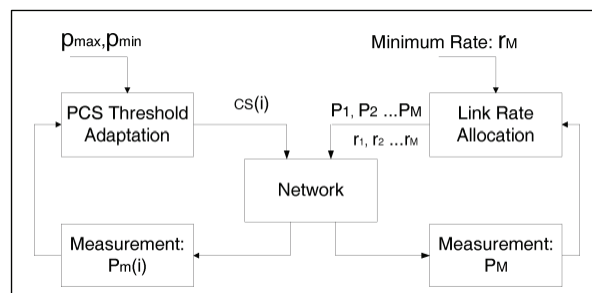 pmax,pmin
Minimum Rate: rM
PCS Threshold
Adaptation
CS(i)
P1, P2 ...PM
r1, r2 ...rM
Link Rate
Allocation
Network
Measurement:
Pm(i)
Measurement:
PM